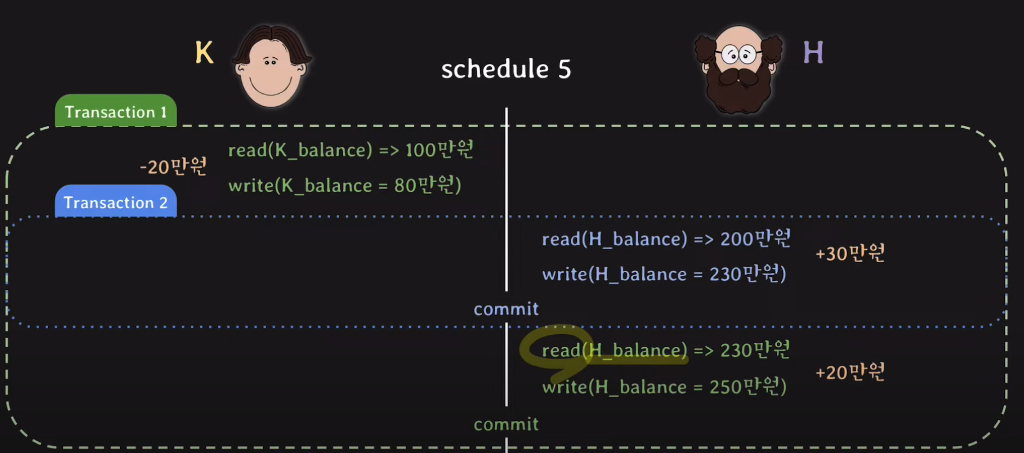 K
schedule 5
H
Transaction 1
read(K_balance) => 100만원
-20만원
write(K_balance = 80만원)
Transaction 2
read(H_balance) => 200만원
+30만원
write(H_balance = 230만원)
commit
read(H_balance) => 230만원
+20만원
write(H_balance = 250만원)
commit